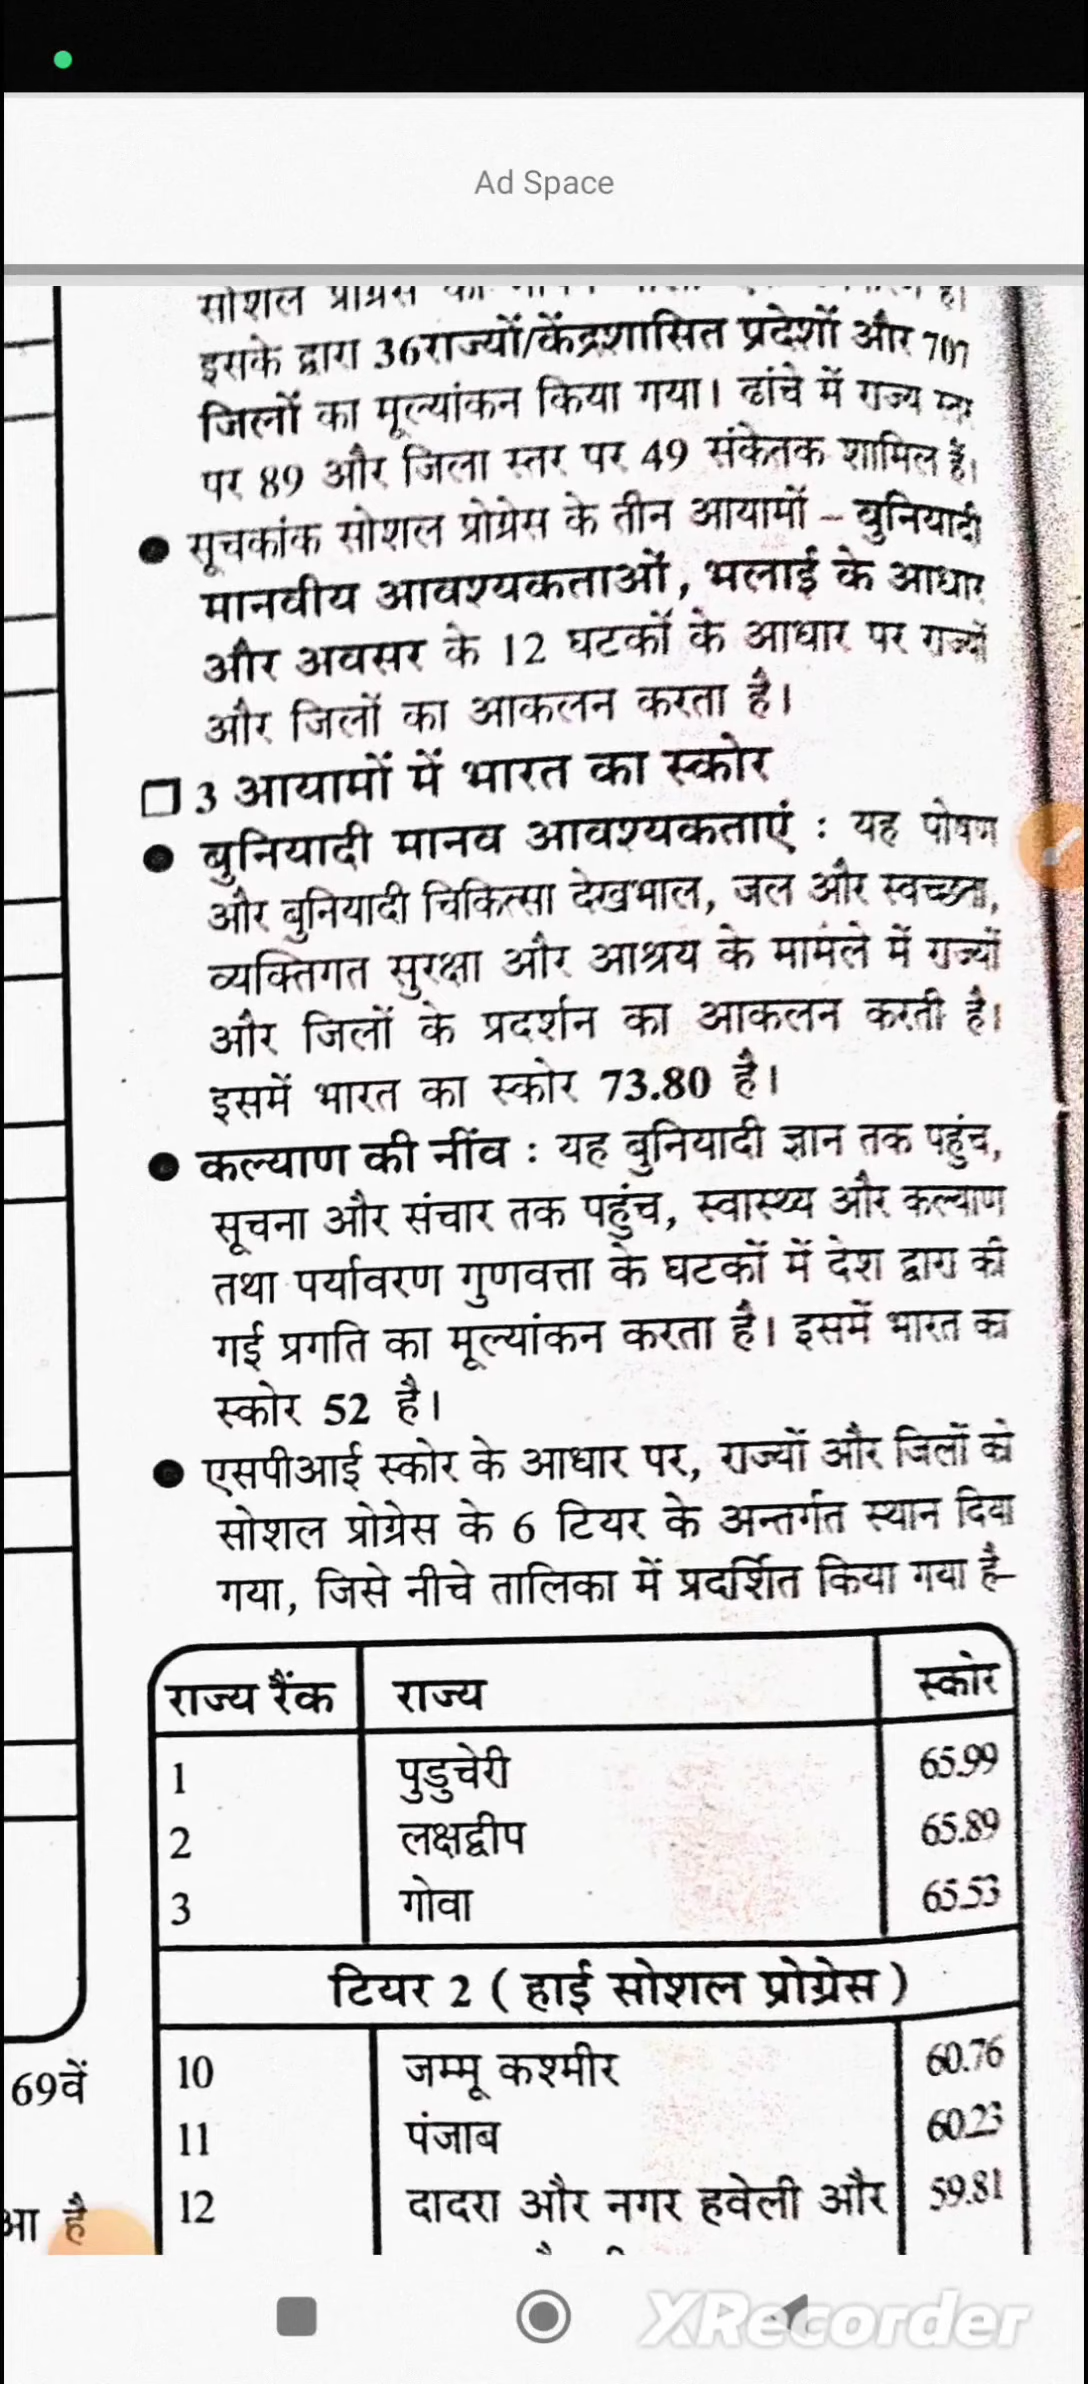 Ad Space
सोशल प्रोग्रेस
इसके द्वारा 36राज्यों/केंद्रशासित प्रदेशों और 707
जिलों का मूल्यांकन किया गया। ढांचे में राज्य
पर 89 और जिला स्तर पर 49 संकेतक शामिल हैं।
● सूचकांक सोशल प्रोग्रेस के तीन आयामों – बुनियादी
मानवीय आवश्यकताओं, भलाई के आधार
और अवसर के 12 घटकों के आधार पर राज्यों
और जिलों का आकलन करता है।
❑ 3 आयामों में भारत का स्कोर
● बुनियादी मानव आवश्यकताएं : यह पोषण
और बुनियादी चिकित्सा देखभाल, जल और स्वच्छता,
व्यक्तिगत सुरक्षा और आश्रय के मामले में राज्यों
और जिलों के प्रदर्शन का आकलन करती है।
इसमें भारत का स्कोर 73.80 है।
● कल्याण की नींव : यह बुनियादी ज्ञान तक पहुंच,
सूचना और संचार तक पहुंच, स्वास्थ्य और कल्याण
तथा पर्यावरण गुणवत्ता के घटकों में देश द्वारा की
गई प्रगति का मूल्यांकन करता है। इसमें भारत का
स्कोर 52 है।
● एसपीआई स्कोर के आधार पर, राज्यों और जिलों को
सोशल प्रोग्रेस के 6 टियर के अन्तर्गत स्थान दिया
गया, जिसे नीचे तालिका में प्रदर्शित किया गया है–
राज्य रैंक राज्य स्कोर
1 पुडुचेरी 65.99
2 लक्षद्वीप 65.89
3 गोवा 65.53
टियर 2 ( हाई सोशल प्रोग्रेस )
10 जम्मू कश्मीर 60.76
11 पंजाब 60.23
12 दादरा और नगर हवेली और 59.81
69वें
है
XRecorder